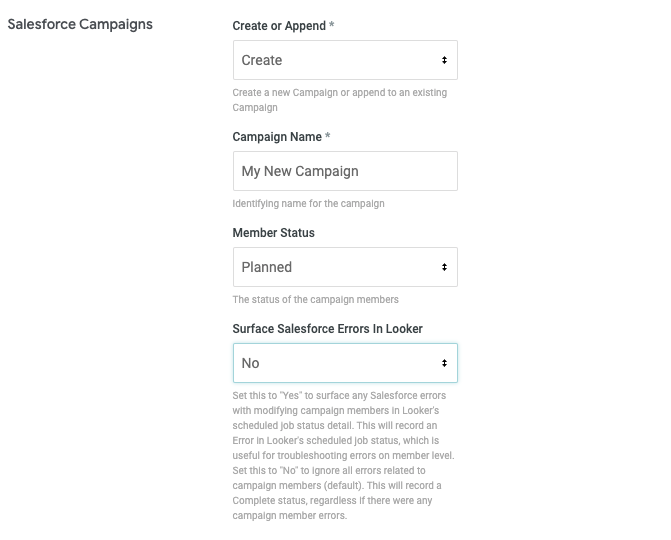 Salesforce Campaigns
Create or Append *
Create
Create a new Campaign or append to an existing
Campaign
Campaign Name *
My New Campaign
Identifying name for the campaign
Member Status
Planned
The status of the campaign members
Surface Salesforce Errors In Looker
No
Set this to "Yes" to surface any Salesforce errors
with modifying campaign members in Looker's
scheduled job status detail. This will record an
Error in Looker's scheduled job status, which is
useful for troubleshooting errors on member level.
Set this to "No" to ignore all errors related to
campaign members (default). This will record a
Complete status, regardless if there were any
campaign member errors.